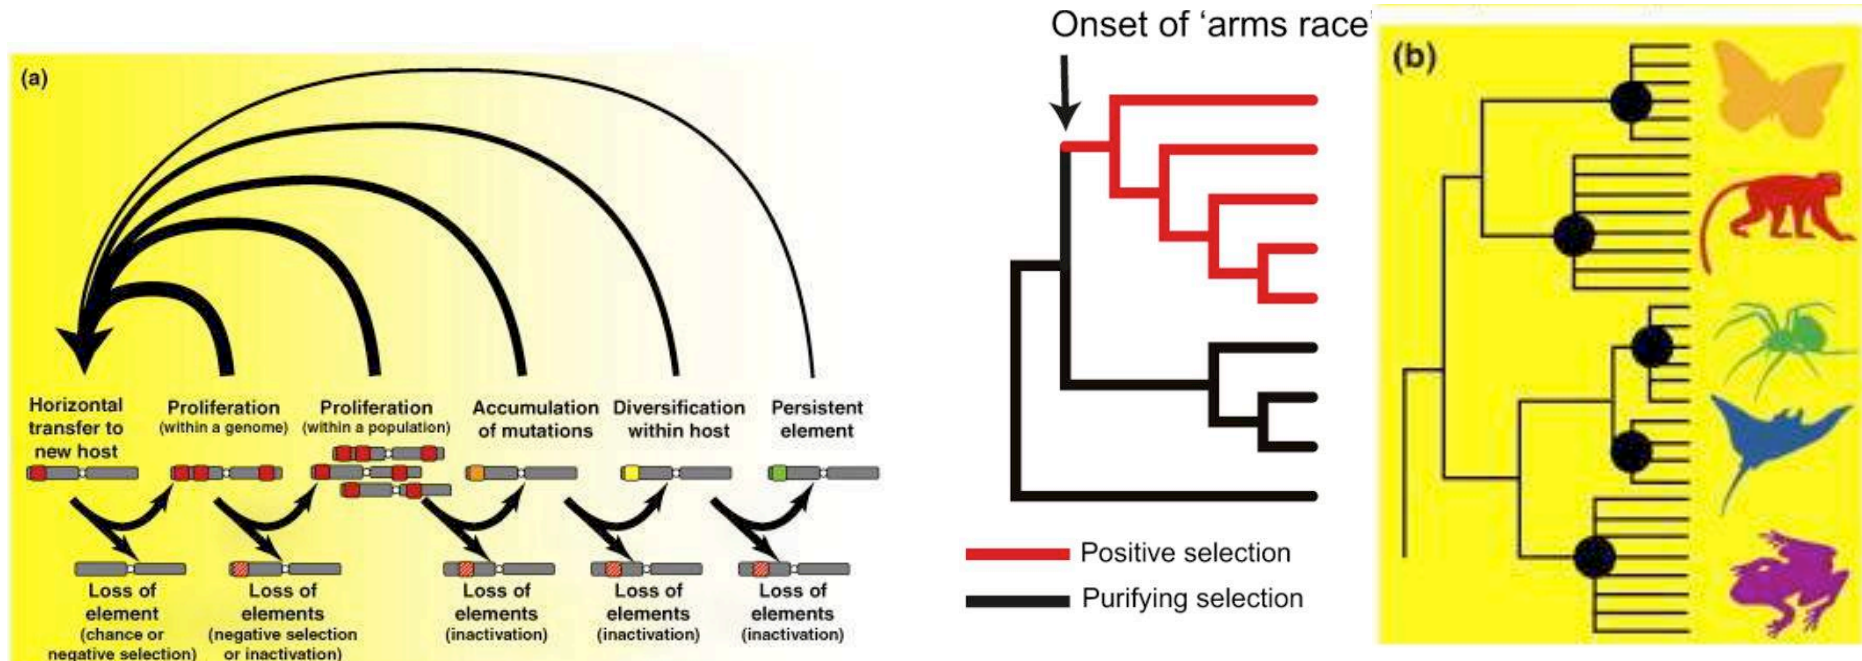 (a)
Horizontal
transfer to
new host
Proliferation
(within a genome)
Proliferation
(within a population)
Accumulation
of mutations
Diversification
within host
Persistent
element
Loss of
element
(chance or
negative selection)
Loss of
elements
(negative selection
or inactivation)
Loss of
elements
(inactivation)
Loss of
elements
(inactivation)
Loss of
elements
(inactivation)
Onset of ‘arms race’
Positive selection
Purifying selection
(b)